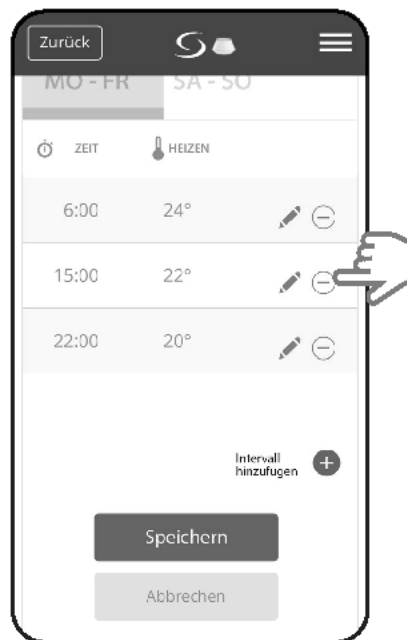 Zurück
MO - FR SA - SO
ZEIT HEIZEN
6:00 24°
15:00 22°
22:00 20°
Intervall
hinzufugen
Speichern
Abbrechen